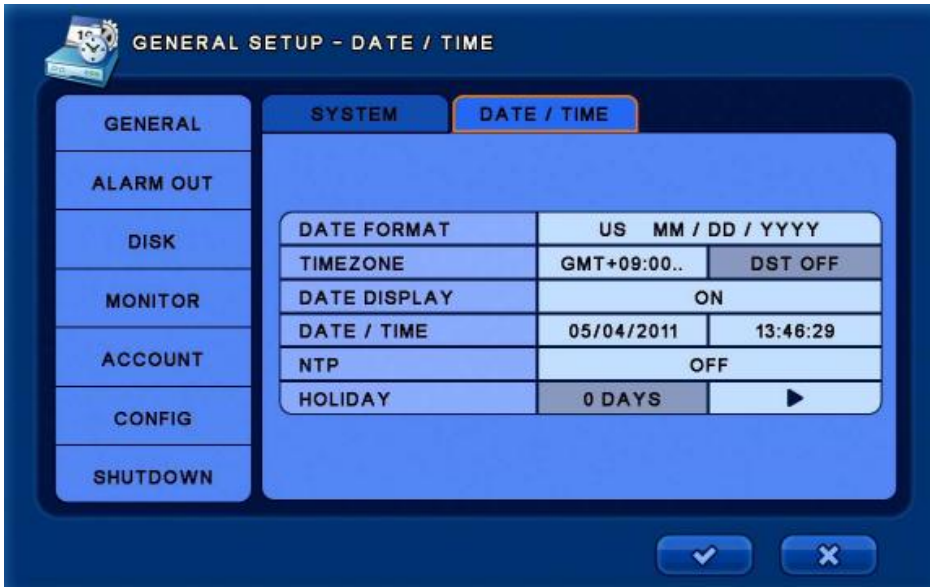 GENERAL SETUP - DATE / TIME
SYSTEM
DATE / TIME
GENERAL
ALARM OUT
DISK
MONITOR
ACCOUNT
CONFIG
SHUTDOWN
DATE FORMAT US MM / DD / YYYY
TIMEZONE GMT+09:00.. DST OFF
DATE DISPLAY ON
DATE / TIME 05/04/2011 13:46:29
NTP OFF
HOLIDAY 0 DAYS